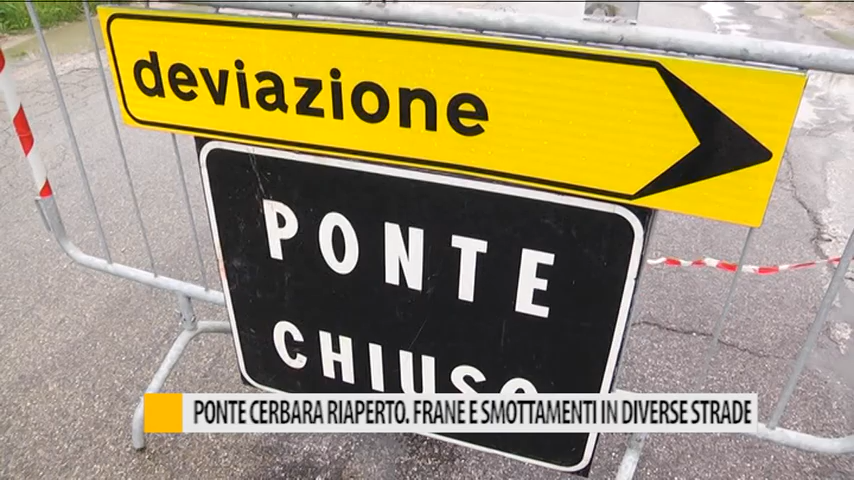 deviazione
PONTE
CHIUSO
PONTE CERBARA RIAPERTO. FRANE E SMOTTAMENTI IN DIVERSE STRADE